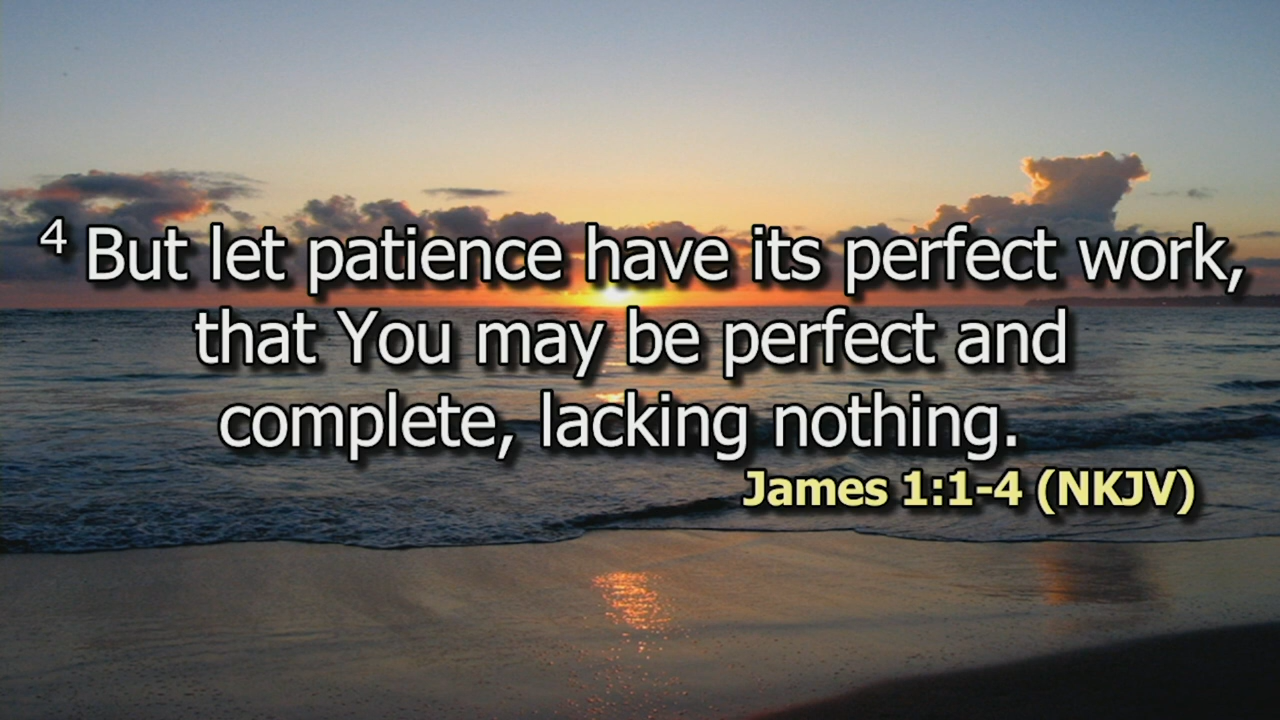 4 But let patience have its perfect work,
that You may be perfect and
complete, lacking nothing.
James 1:1-4 (NKJV)